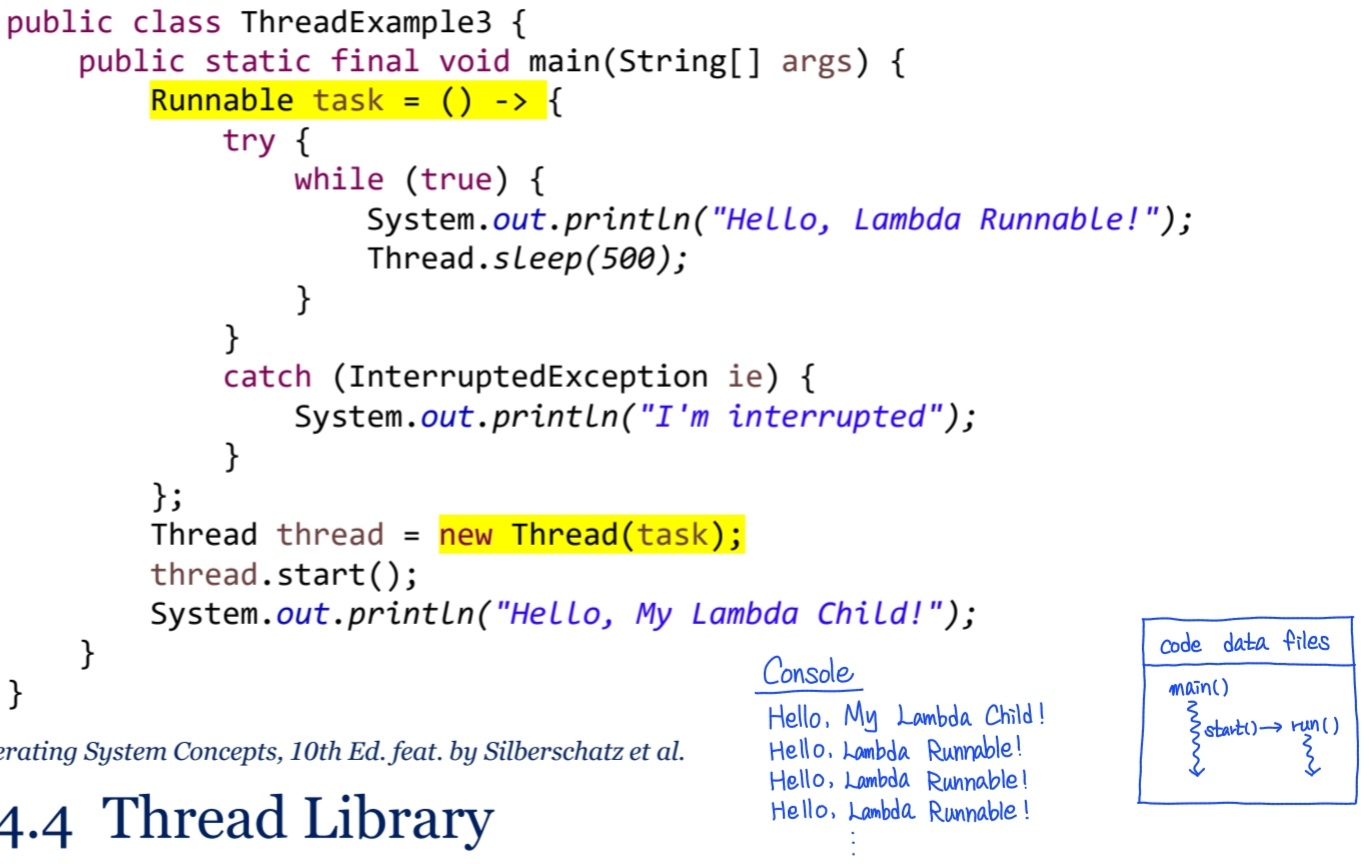 public class ThreadExample3 {
public static final void main(String[] args) {
Runnable task = () -> {
try {
while (true) {
System.out.println("Hello, Lambda Runnable!");
Thread.sleep(500);
}
}
catch (InterruptedException ie) {
System.out.println("I'm interrupted");
}
};
Thread thread = new Thread(task);
thread.start();
System.out.println("Hello, My Lambda Child!");
}
}
erating System Concepts, 10th Ed. feat. by Silberschatz et al.
4.4 Thread Library
Console
Hello, My Lambda Child!
Hello, Lambda Runnable!
Hello, Lambda Runnable!
Hello, Lambda Runnable!
⋮
code data files
main()
start() → run()